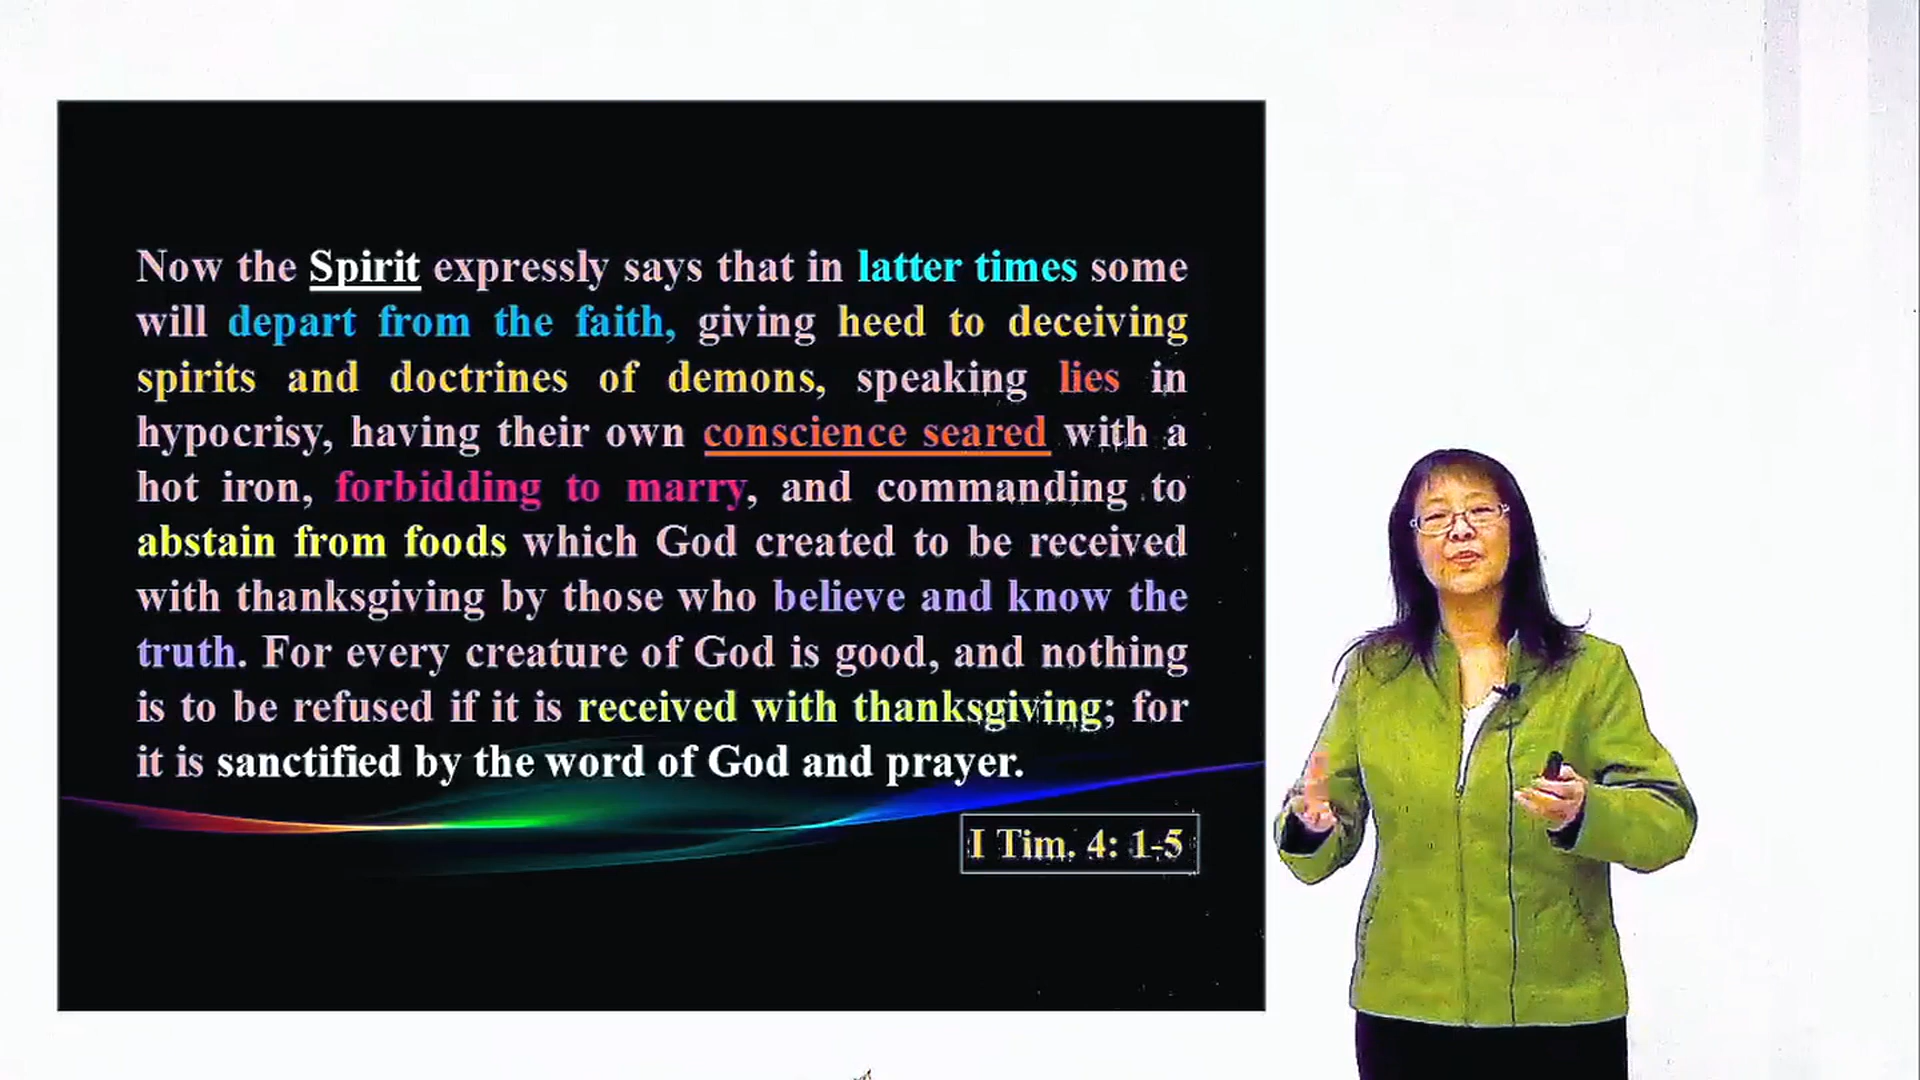 Now the Spirit expressly says that in latter times some
will depart from the faith, giving heed to deceiving
spirits and doctrines of demons, speaking lies in
hypocrisy, having their own conscience seared with a
hot iron, forbidding to marry, and commanding to
abstain from foods which God created to be received
with thanksgiving by those who believe and know the
truth. For every creature of God is good, and nothing
is to be refused if it is received with thanksgiving; for
it is sanctified by the word of God and prayer.
I Tim. 4: 1-5